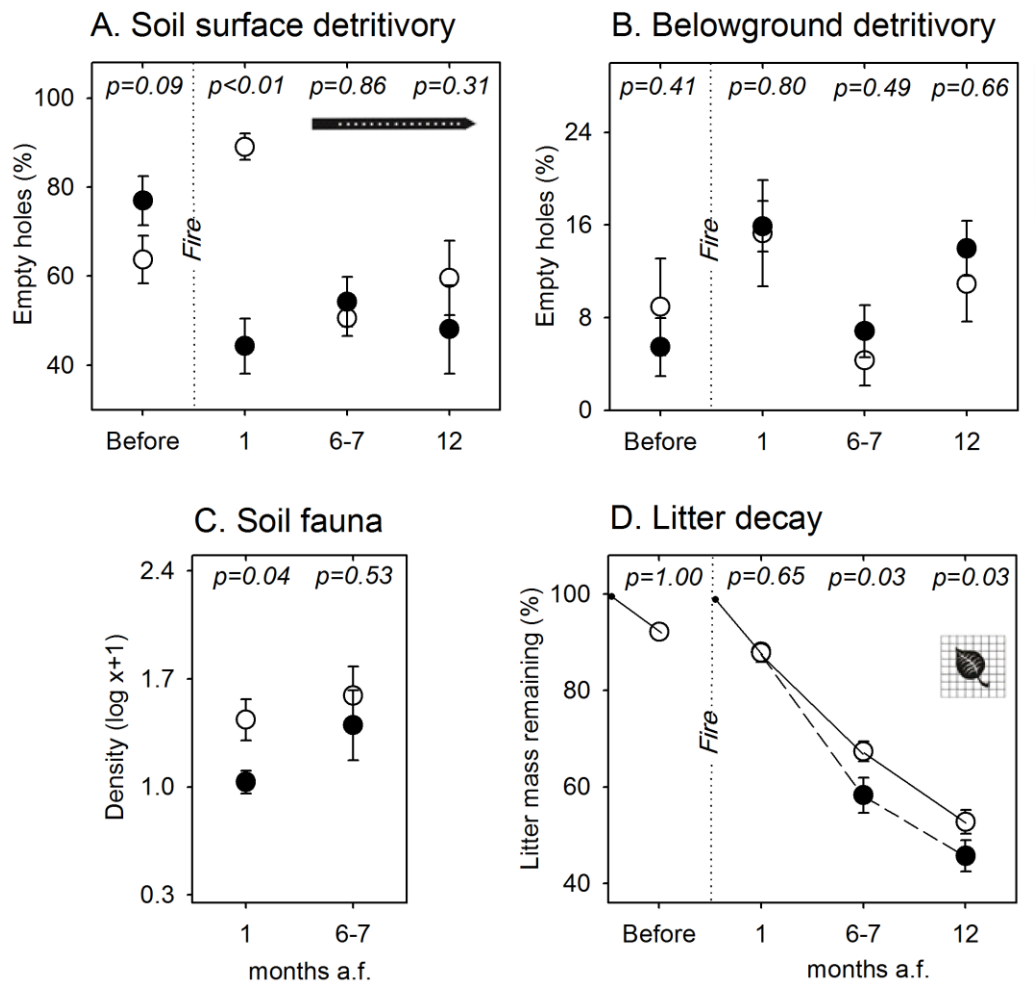 A. Soil surface detritivory
p=0.09 p<0.01 p=0.86 p=0.31
100
80
60
40
Empty holes (%)
Fire
Before 1 6-7 12
B. Belowground detritivory
p=0.41 p=0.80 p=0.49 p=0.66
24
16
8
0
Empty holes (%)
Fire
Before 1 6-7 12
C. Soil fauna
p=0.04 p=0.53
2.4
1.7
1.0
0.3
Density (log x+1)
1 6-7
months a.f.
D. Litter decay
p=1.00 p=0.65 p=0.03 p=0.03
100
80
60
40
Litter mass remaining (%)
Fire
Before 1 6-7 12
months a.f.